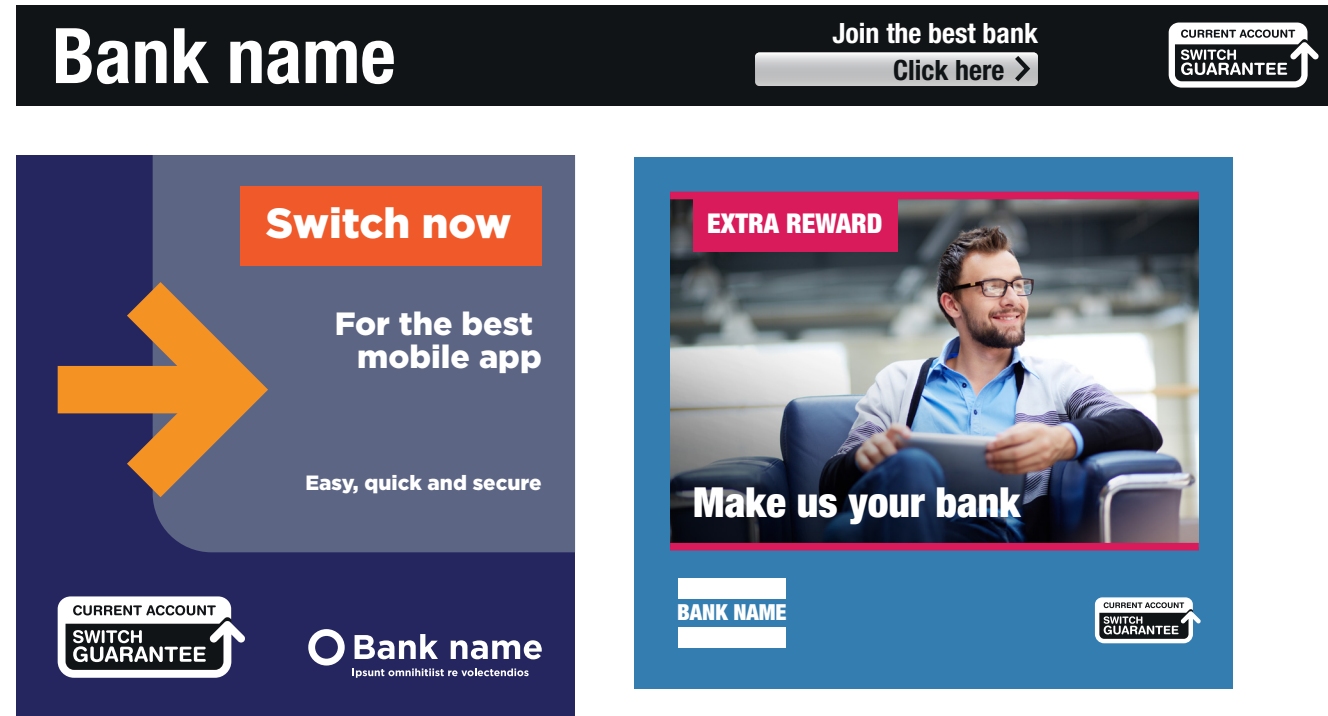 Bank name
Join the best bank
Click here
CURRENT ACCOUNT
SWITCH
GUARANTEE
Switch now
For the best
mobile app
Easy, quick and secure
CURRENT ACCOUNT
SWITCH
GUARANTEE
Bank name
Ipsunt omnihitiist re volectendios
EXTRA REWARD
Make us your bank
BANK NAME
CURRENT ACCOUNT
SWITCH
GUARANTEE